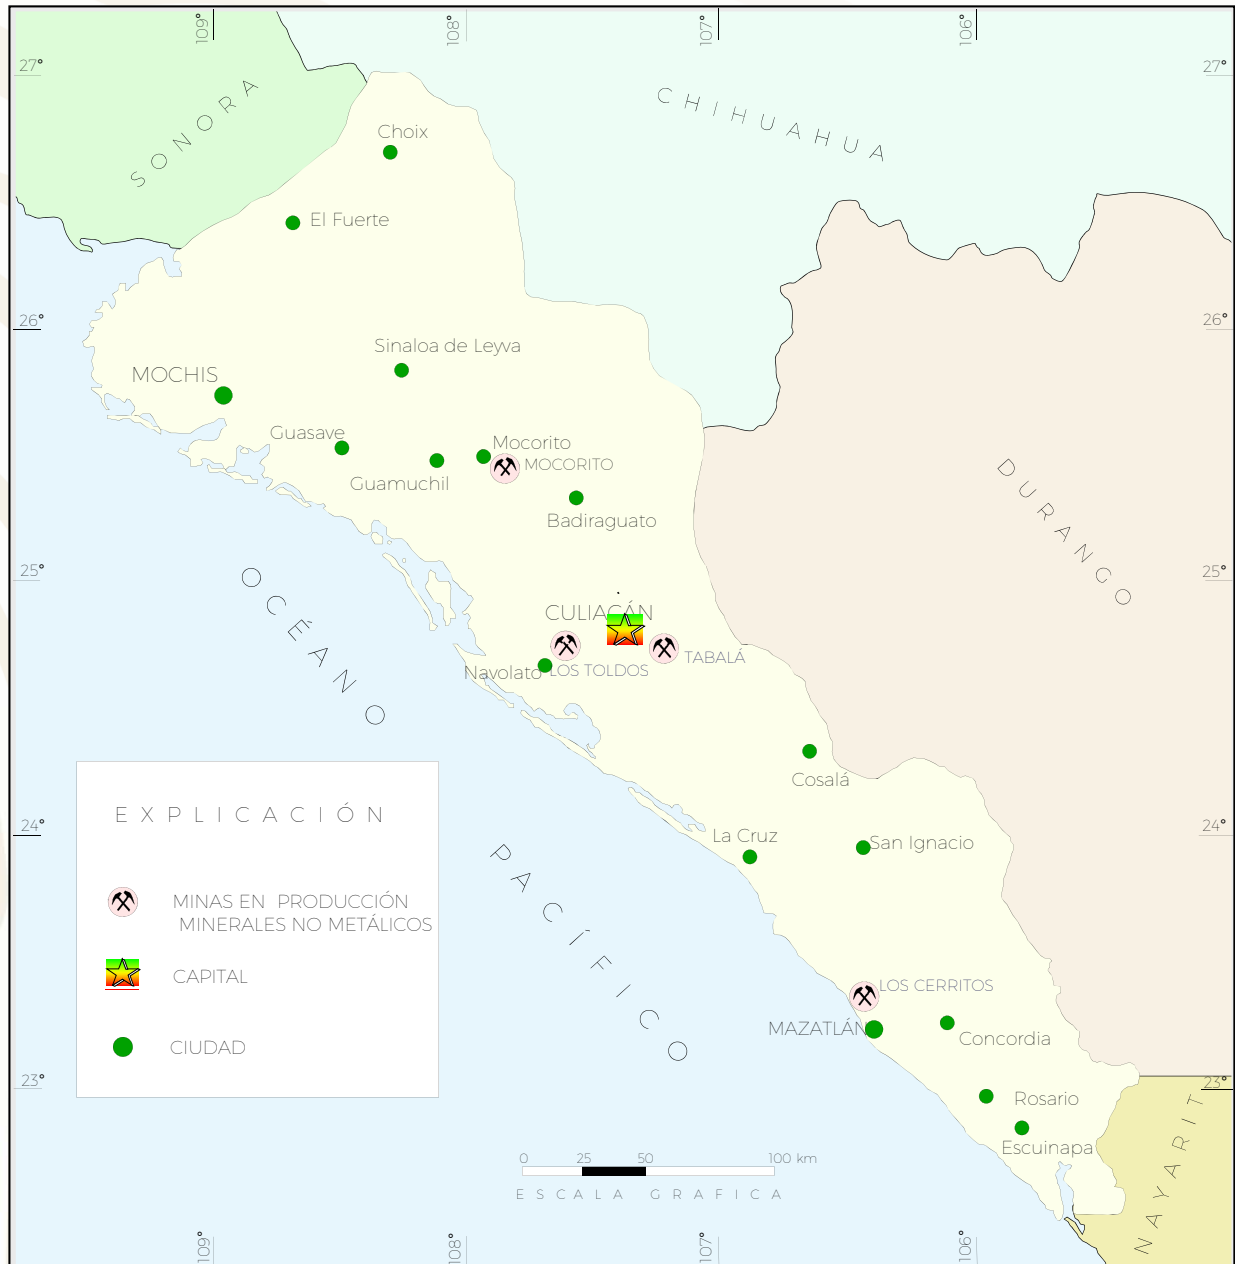 109°
108°
107°
106°
27°
27°
SONORA
CHIHUAHUA
Choix
El Fuerte
26°
26°
Sinaloa de Leyva
MOCHIS
Guasave
Mocorito
MOCORITO
Guamuchil
Badiraguato
DURANGO
25°
25°
OCÉANO
CULIACÁN
TABALÁ
Navolato
LOS TOLDOS
Cosalá
24°
24°
La Cruz
San Ignacio
PACÍFICO
EXPLICACIÓN
MINAS EN PRODUCCIÓN
MINERALES NO METÁLICOS
CAPITAL
CIUDAD
LOS CERRITOS
MAZATLÁN
Concordia
23°
23°
Rosario
Escuinapa
NAYARIT
0 25 50 100 km
ESCALA GRAFICA
109°
108°
107°
106°